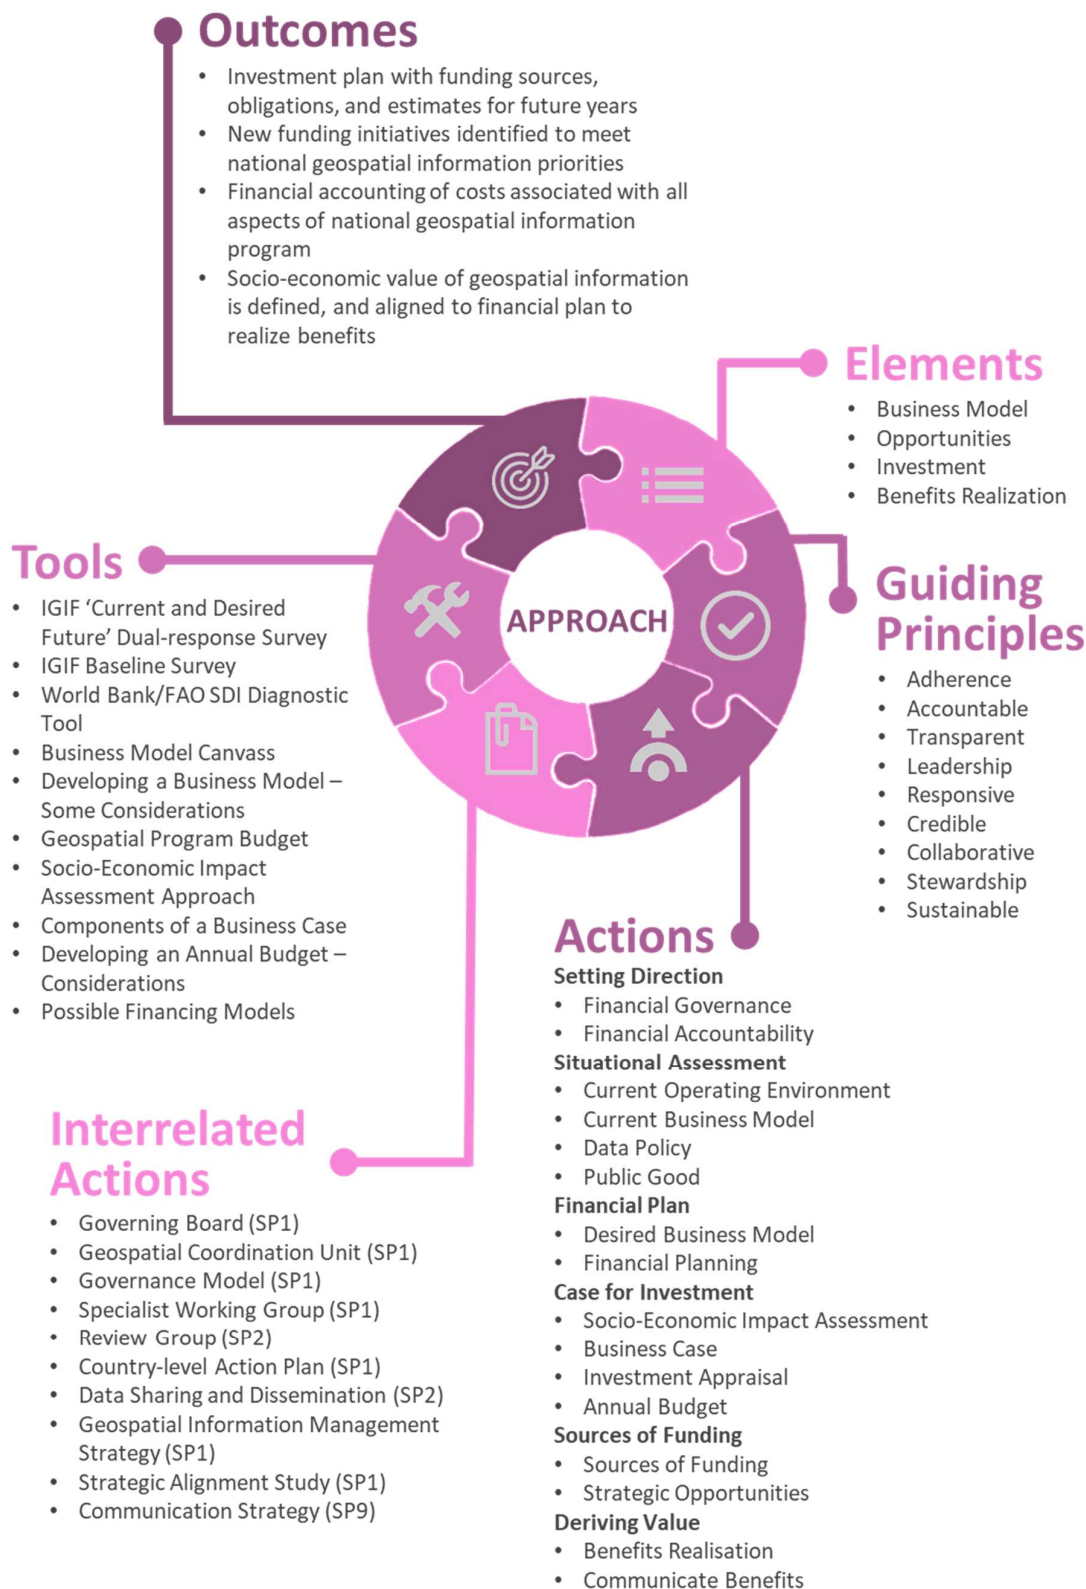 Outcomes
• Investment plan with funding sources,
obligations, and estimates for future years
• New funding initiatives identified to meet
national geospatial information priorities
• Financial accounting of costs associated with all
aspects of national geospatial information
program
• Socio-economic value of geospatial information
is defined, and aligned to financial plan to
realize benefits
Elements
• Business Model
• Opportunities
• Investment
• Benefits Realization
Guiding
Principles
• Adherence
• Accountable
• Transparent
• Leadership
• Responsive
• Credible
• Collaborative
• Stewardship
• Sustainable
APPROACH
Tools
• IGIF ‘Current and Desired
Future’ Dual-response Survey
• IGIF Baseline Survey
• World Bank/FAO SDI Diagnostic
Tool
• Business Model Canvass
• Developing a Business Model –
Some Considerations
• Geospatial Program Budget
• Socio-Economic Impact
Assessment Approach
• Components of a Business Case
• Developing an Annual Budget –
Considerations
• Possible Financing Models
Actions
Setting Direction
• Financial Governance
• Financial Accountability
Situational Assessment
• Current Operating Environment
• Current Business Model
• Data Policy
• Public Good
Financial Plan
• Desired Business Model
• Financial Planning
Case for Investment
• Socio-Economic Impact Assessment
• Business Case
• Investment Appraisal
• Annual Budget
Sources of Funding
• Sources of Funding
• Strategic Opportunities
Deriving Value
• Benefits Realisation
• Communicate Benefits
Interrelated
Actions
• Governing Board (SP1)
• Geospatial Coordination Unit (SP1)
• Governance Model (SP1)
• Specialist Working Group (SP1)
• Review Group (SP2)
• Country-level Action Plan (SP1)
• Data Sharing and Dissemination (SP2)
• Geospatial Information Management
Strategy (SP1)
• Strategic Alignment Study (SP1)
• Communication Strategy (SP9)